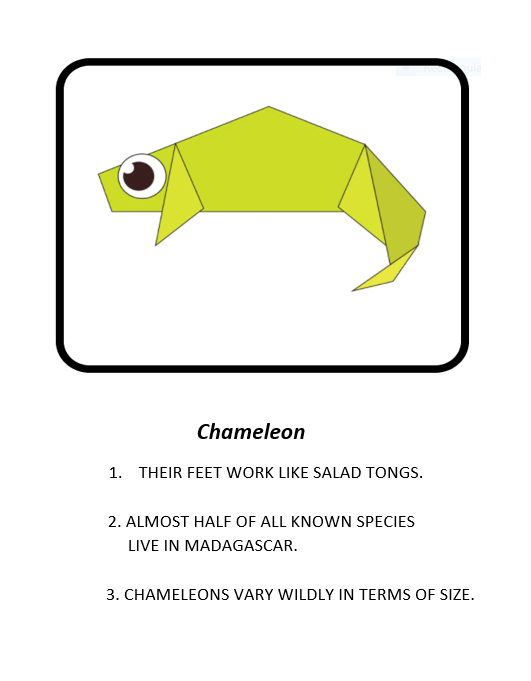 Chameleon
1. THEIR FEET WORK LIKE SALAD TONGS.
2. ALMOST HALF OF ALL KNOWN SPECIES
LIVE IN MADAGASCAR.
3. CHAMELEONS VARY WILDLY IN TERMS OF SIZE.